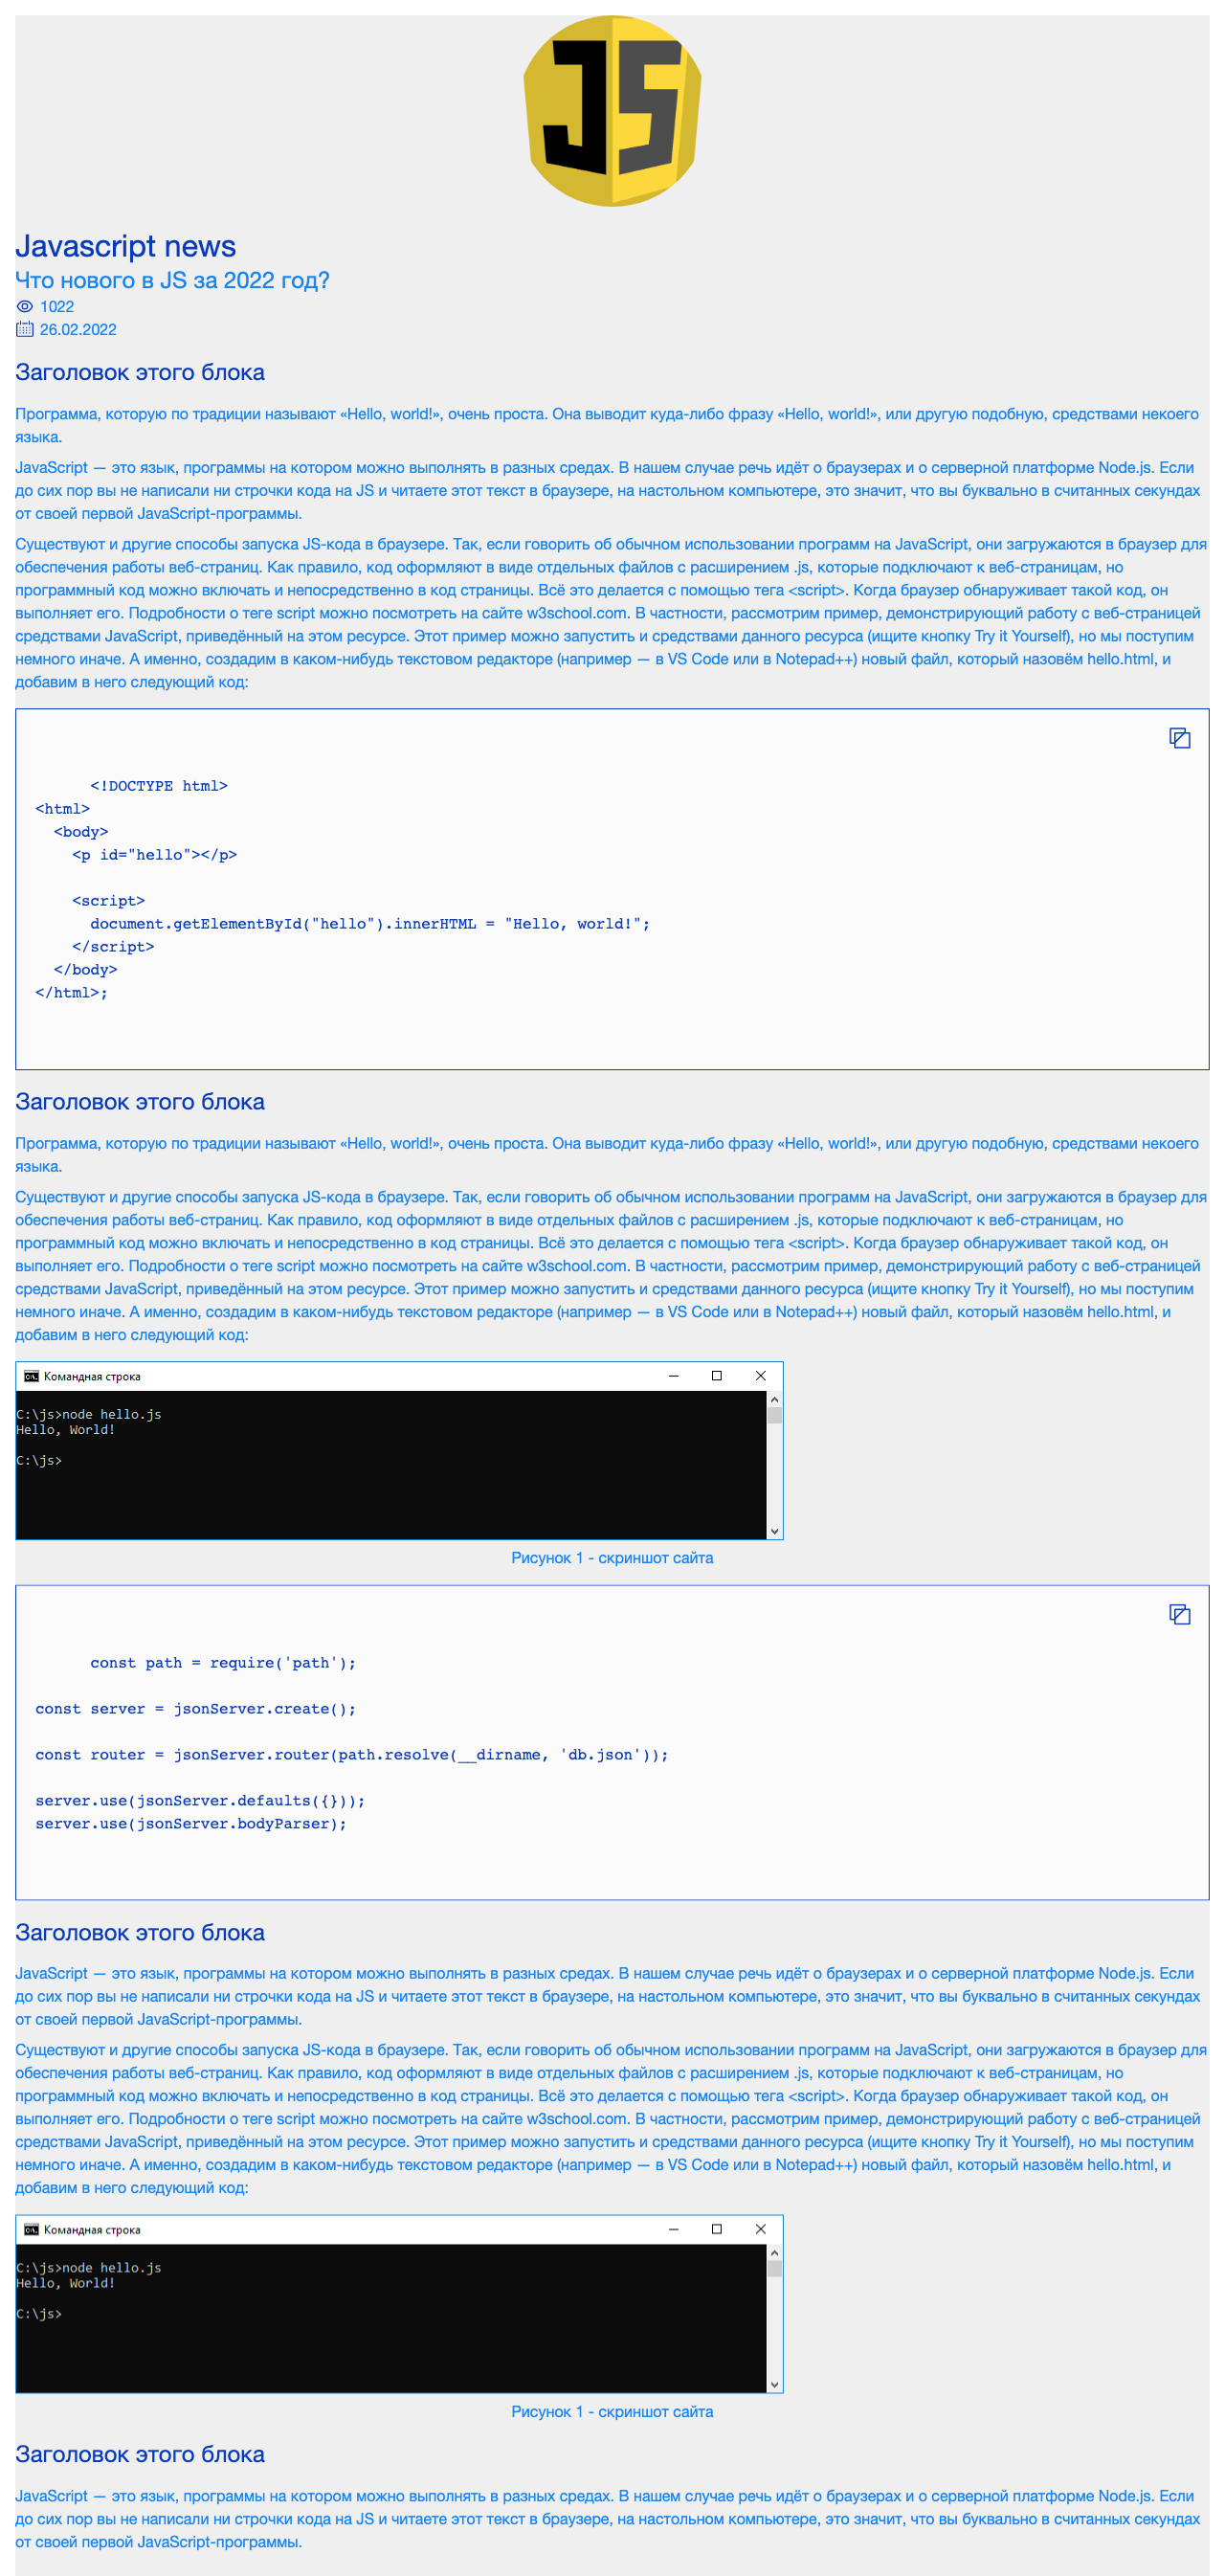 JS
Javascript news
Что нового в JS за 2022 год?
1022
26.02.2022
Заголовок этого блока
Программа, которую по традиции называют «Hello, world!», очень проста. Она выводит куда-либо фразу «Hello, world!», или другую подобную, средствами некоего
языка.
JavaScript — это язык, программы на котором можно выполнять в разных средах. В нашем случае речь идёт о браузерах и о серверной платформе Node.js. Если
до сих пор вы не написали ни строчки кода на JS и читаете этот текст в браузере, на настольном компьютере, это значит, что вы буквально в считанных секундах
от своей первой JavaScript-программы.
Существуют и другие способы запуска JS-кода в браузере. Так, если говорить об обычном использовании программ на JavaScript, они загружаются в браузер для
обеспечения работы веб-страниц. Как правило, код оформляют в виде отдельных файлов с расширением .js, которые подключают к веб-страницам, но
программный код можно включать и непосредственно в код страницы. Всё это делается с помощью тега <script>. Когда браузер обнаруживает такой код, он
выполняет его. Подробности о теге script можно посмотреть на сайте w3school.com. В частности, рассмотрим пример, демонстрирующий работу с веб-страницей
средствами JavaScript, приведённый на этом ресурсе. Этот пример можно запустить и средствами данного ресурса (ищите кнопку Try it Yourself), но мы поступим
немного иначе. А именно, создадим в каком-нибудь текстовом редакторе (например — в VS Code или в Notepad++) новый файл, который назовём hello.html, и
добавим в него следующий код:
<!DOCTYPE html>
<html>
<body>
<p id="hello"></p>
<script>
document.getElementById("hello").innerHTML = "Hello, world!";
</script>
</body>
</html>;
Заголовок этого блока
Программа, которую по традиции называют «Hello, world!», очень проста. Она выводит куда-либо фразу «Hello, world!», или другую подобную, средствами некоего
языка.
Существуют и другие способы запуска JS-кода в браузере. Так, если говорить об обычном использовании программ на JavaScript, они загружаются в браузер для
обеспечения работы веб-страниц. Как правило, код оформляют в виде отдельных файлов с расширением .js, которые подключают к веб-страницам, но
программный код можно включать и непосредственно в код страницы. Всё это делается с помощью тега <script>. Когда браузер обнаруживает такой код, он
выполняет его. Подробности о теге script можно посмотреть на сайте w3school.com. В частности, рассмотрим пример, демонстрирующий работу с веб-страницей
средствами JavaScript, приведённый на этом ресурсе. Этот пример можно запустить и средствами данного ресурса (ищите кнопку Try it Yourself), но мы поступим
немного иначе. А именно, создадим в каком-нибудь текстовом редакторе (например — в VS Code или в Notepad++) новый файл, который назовём hello.html, и
добавим в него следующий код:
Командная строка
C:\js>node hello.js
Hello, World!
C:\js>
Рисунок 1 - скриншот сайта
const path = require('path');
const server = jsonServer.create();
const router = jsonServer.router(path.resolve(__dirname, 'db.json'));
server.use(jsonServer.defaults({}));
server.use(jsonServer.bodyParser);
Заголовок этого блока
JavaScript — это язык, программы на котором можно выполнять в разных средах. В нашем случае речь идёт о браузерах и о серверной платформе Node.js. Если
до сих пор вы не написали ни строчки кода на JS и читаете этот текст в браузере, на настольном компьютере, это значит, что вы буквально в считанных секундах
от своей первой JavaScript-программы.
Существуют и другие способы запуска JS-кода в браузере. Так, если говорить об обычном использовании программ на JavaScript, они загружаются в браузер для
обеспечения работы веб-страниц. Как правило, код оформляют в виде отдельных файлов с расширением .js, которые подключают к веб-страницам, но
программный код можно включать и непосредственно в код страницы. Всё это делается с помощью тега <script>. Когда браузер обнаруживает такой код, он
выполняет его. Подробности о теге script можно посмотреть на сайте w3school.com. В частности, рассмотрим пример, демонстрирующий работу с веб-страницей
средствами JavaScript, приведённый на этом ресурсе. Этот пример можно запустить и средствами данного ресурса (ищите кнопку Try it Yourself), но мы поступим
немного иначе. А именно, создадим в каком-нибудь текстовом редакторе (например — в VS Code или в Notepad++) новый файл, который назовём hello.html, и
добавим в него следующий код:
Командная строка
C:\js>node hello.js
Hello, World!
C:\js>
Рисунок 1 - скриншот сайта
Заголовок этого блока
JavaScript — это язык, программы на котором можно выполнять в разных средах. В нашем случае речь идёт о браузерах и о серверной платформе Node.js. Если
до сих пор вы не написали ни строчки кода на JS и читаете этот текст в браузере, на настольном компьютере, это значит, что вы буквально в считанных секундах
от своей первой JavaScript-программы.